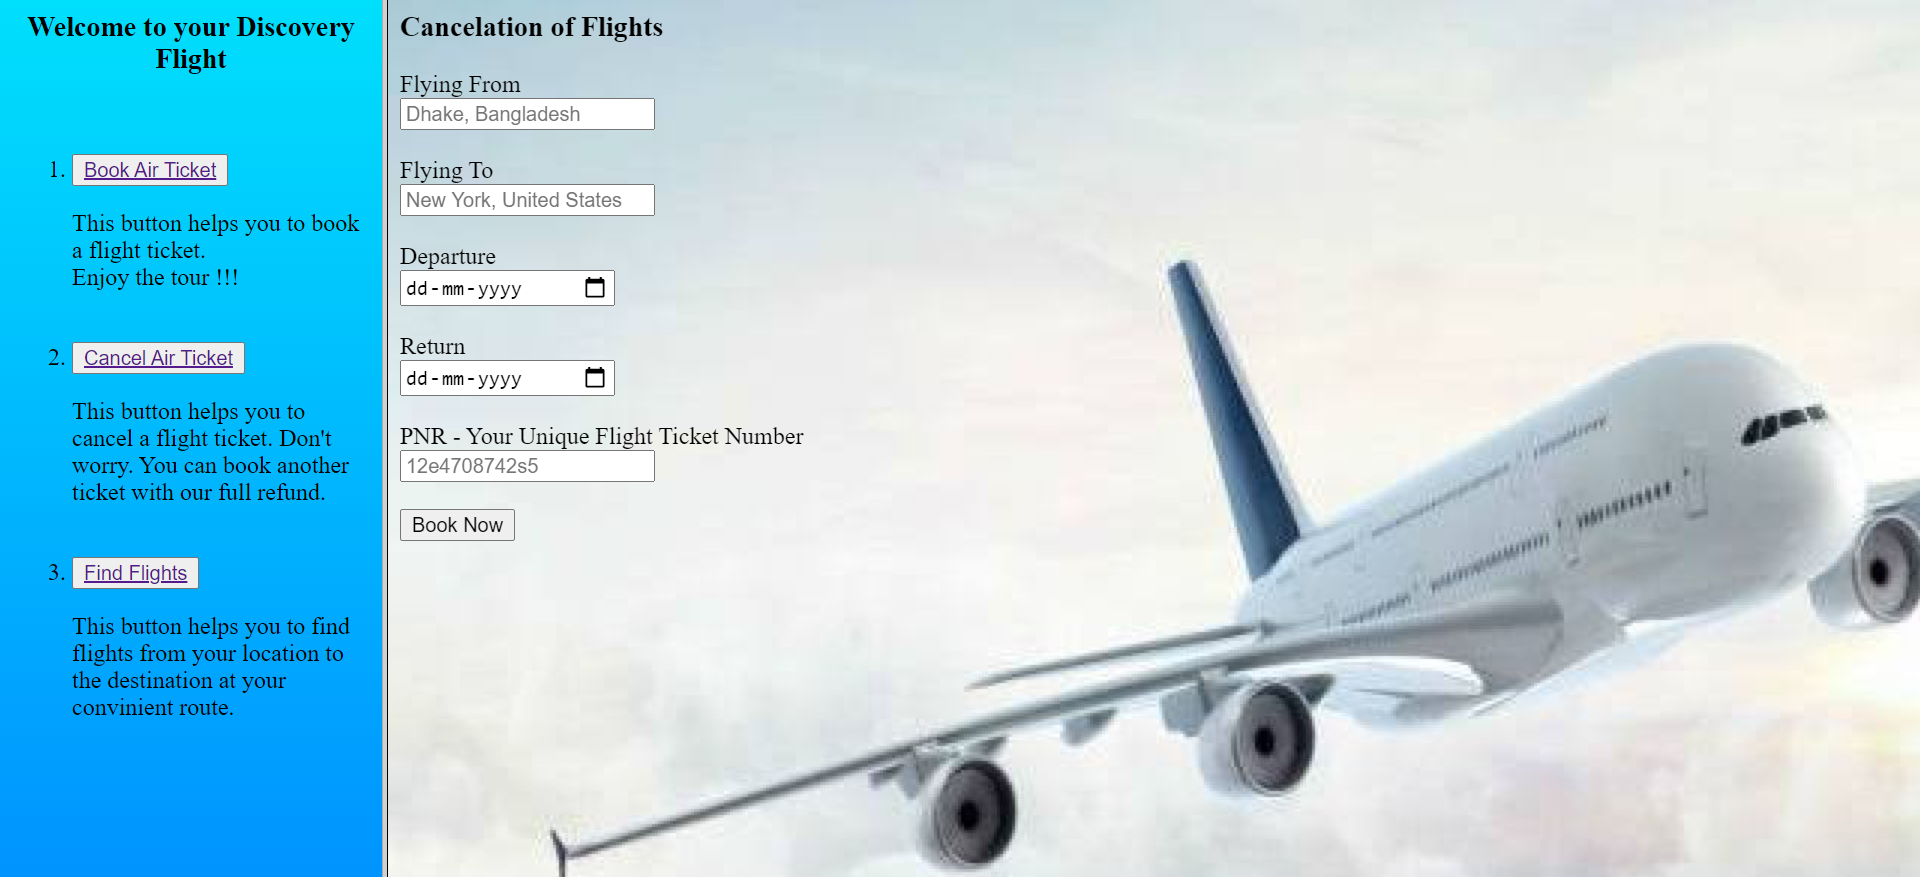 Welcome to your Discovery
Flight
1. Book Air Ticket
This button helps you to book
a flight ticket.
Enjoy the tour !!!
2. Cancel Air Ticket
This button helps you to
cancel a flight ticket. Don't
worry. You can book another
ticket with our full refund.
3. Find Flights
This button helps you to find
flights from your location to
the destination at your
convinient route.
Cancelation of Flights
Flying From
Dhake, Bangladesh
Flying To
New York, United States
Departure
dd-mm-yyyy
Return
dd-mm-yyyy
PNR - Your Unique Flight Ticket Number
12e4708742s5
Book Now